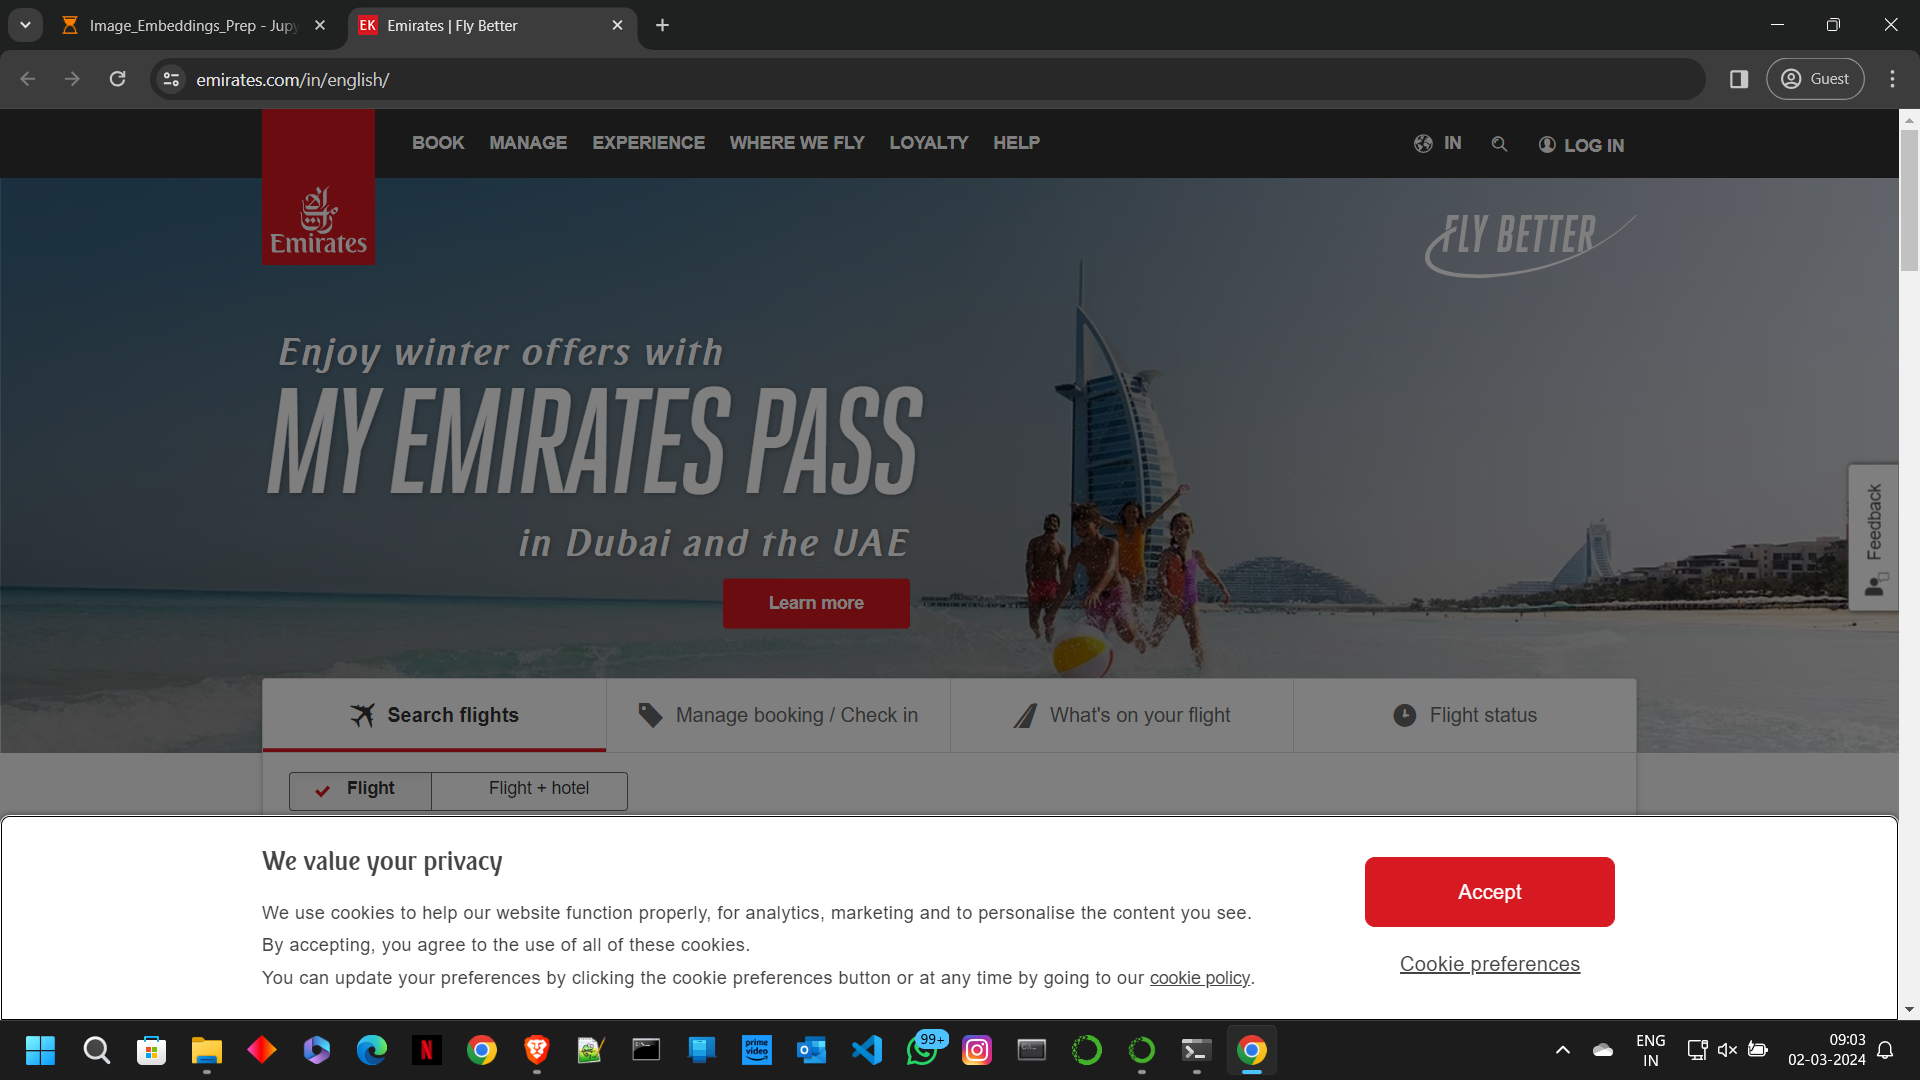 Image_Embeddings_Prep - Jupy
EK Emirates | Fly Better
emirates.com/in/english/
Guest
BOOK MANAGE EXPERIENCE WHERE WE FLY LOYALTY HELP
IN LOG IN
Emirates
FLY BETTER
Enjoy winter offers with
MY EMIRATES PASS
in Dubai and the UAE
Learn more
Feedback
Search flights
Manage booking / Check in
What's on your flight
Flight status
Flight
Flight + hotel
We value your privacy
We use cookies to help our website function properly, for analytics, marketing and to personalise the content you see.
By accepting, you agree to the use of all of these cookies.
You can update your preferences by clicking the cookie preferences button or at any time by going to our cookie policy.
Accept
Cookie preferences
N
prime video
99+
ENG
IN
09:03
02-03-2024